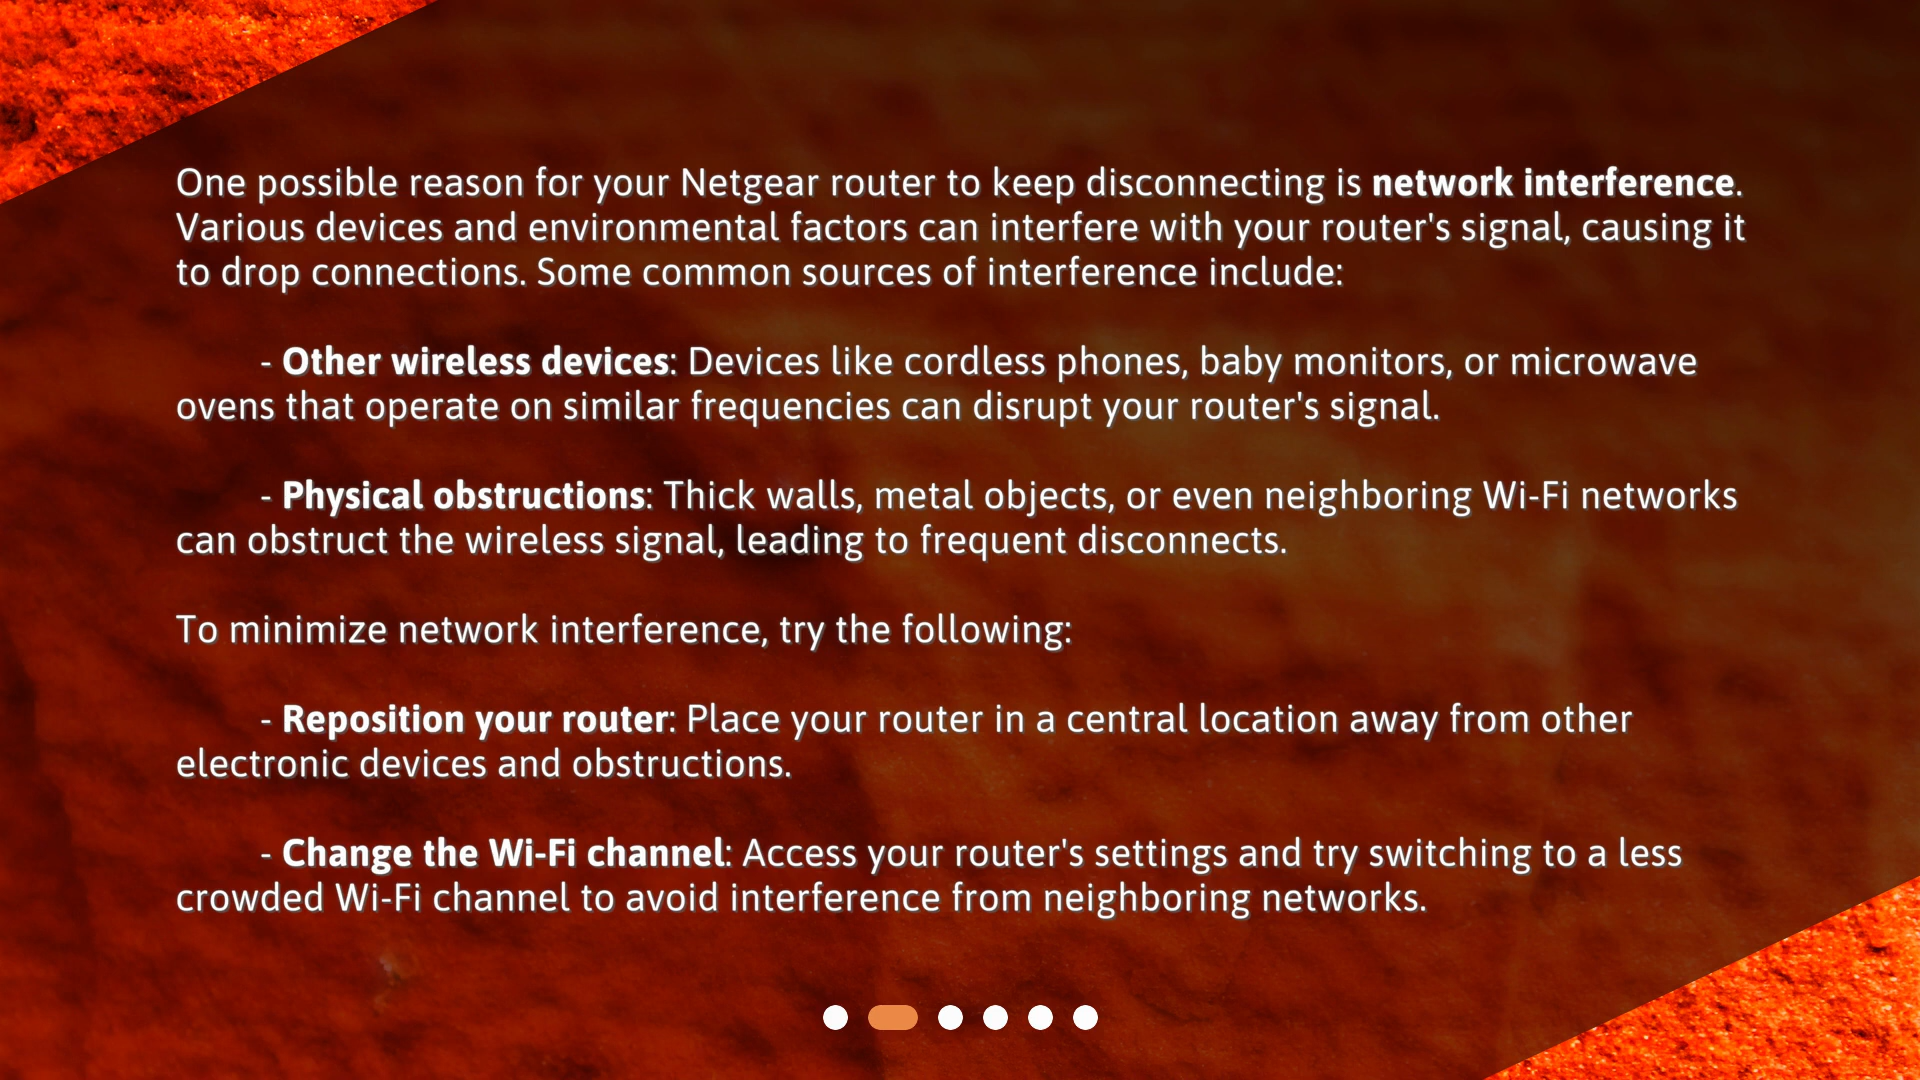 One possible reason for your Netgear router to keep disconnecting is network interference.
Various devices and environmental factors can interfere with your router's signal, causing it
to drop connections. Some common sources of interference include:
- Other wireless devices: Devices like cordless phones, baby monitors, or microwave
ovens that operate on similar frequencies can disrupt your router's signal.
- Physical obstructions: Thick walls, metal objects, or even neighboring Wi-Fi networks
can obstruct the wireless signal, leading to frequent disconnects.
To minimize network interference, try the following:
- Reposition your router: Place your router in a central location away from other
electronic devices and obstructions.
- Change the Wi-Fi channel: Access your router's settings and try switching to a less
crowded Wi-Fi channel to avoid interference from neighboring networks.